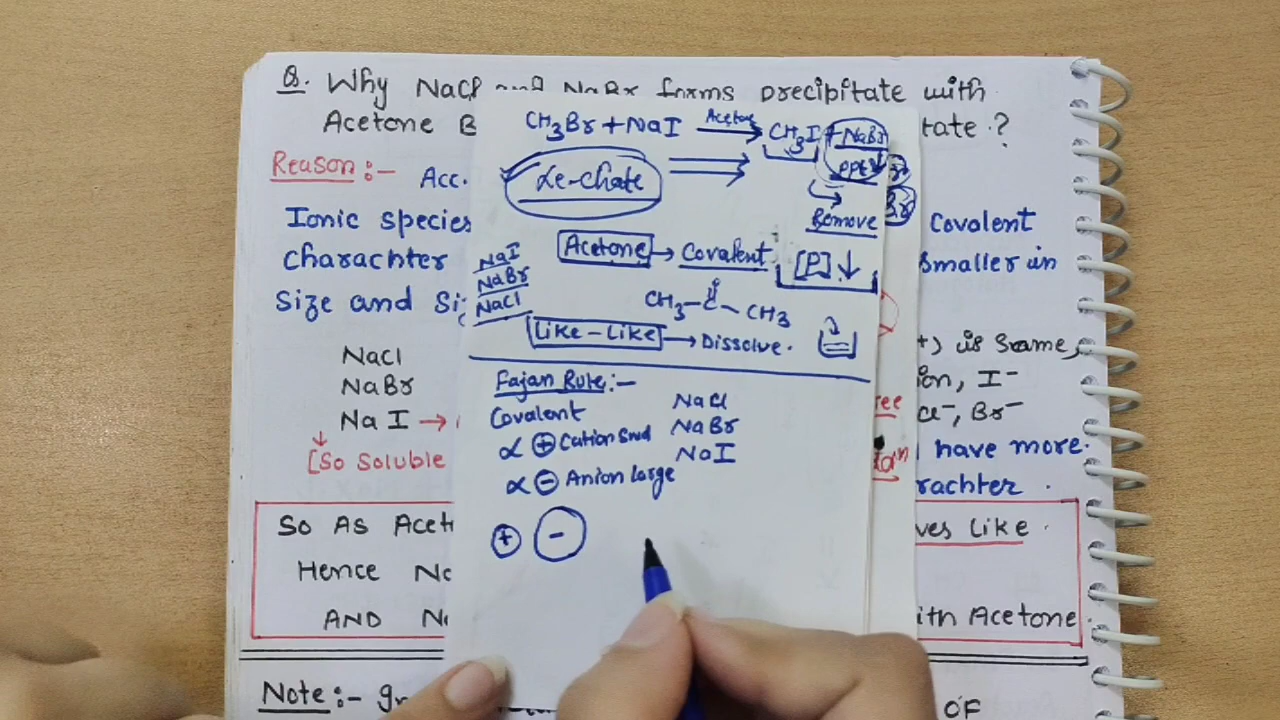 Q. Why NaCl and NaBr forms precipitate with
Acetone B tate ?
Reason :- Acc.
Ionic species Covalent
Charachter Smaller in
Size and Si
NaCl +) is Same,
NaBr ion, I⁻
NaI → Cl⁻, Br⁻
[So Soluble have more
rachter .
So As Acet ves Like
Hence N
AND N ith Acetone
Note :- gr OF
CH₃Br + NaI Acetone → CH₃I + NaBr
ppt↓
Le-Chate
Remove
Acetone → Covalent [P]↓
NaI
NaBr
NaCl
CH₃-C-CH₃
O
Like-Like → Dissolve.
Fajan Rule :-
Covalent NaCl
∝ + Cation Small NaBr
NaI
∝ - Anion large
+ -